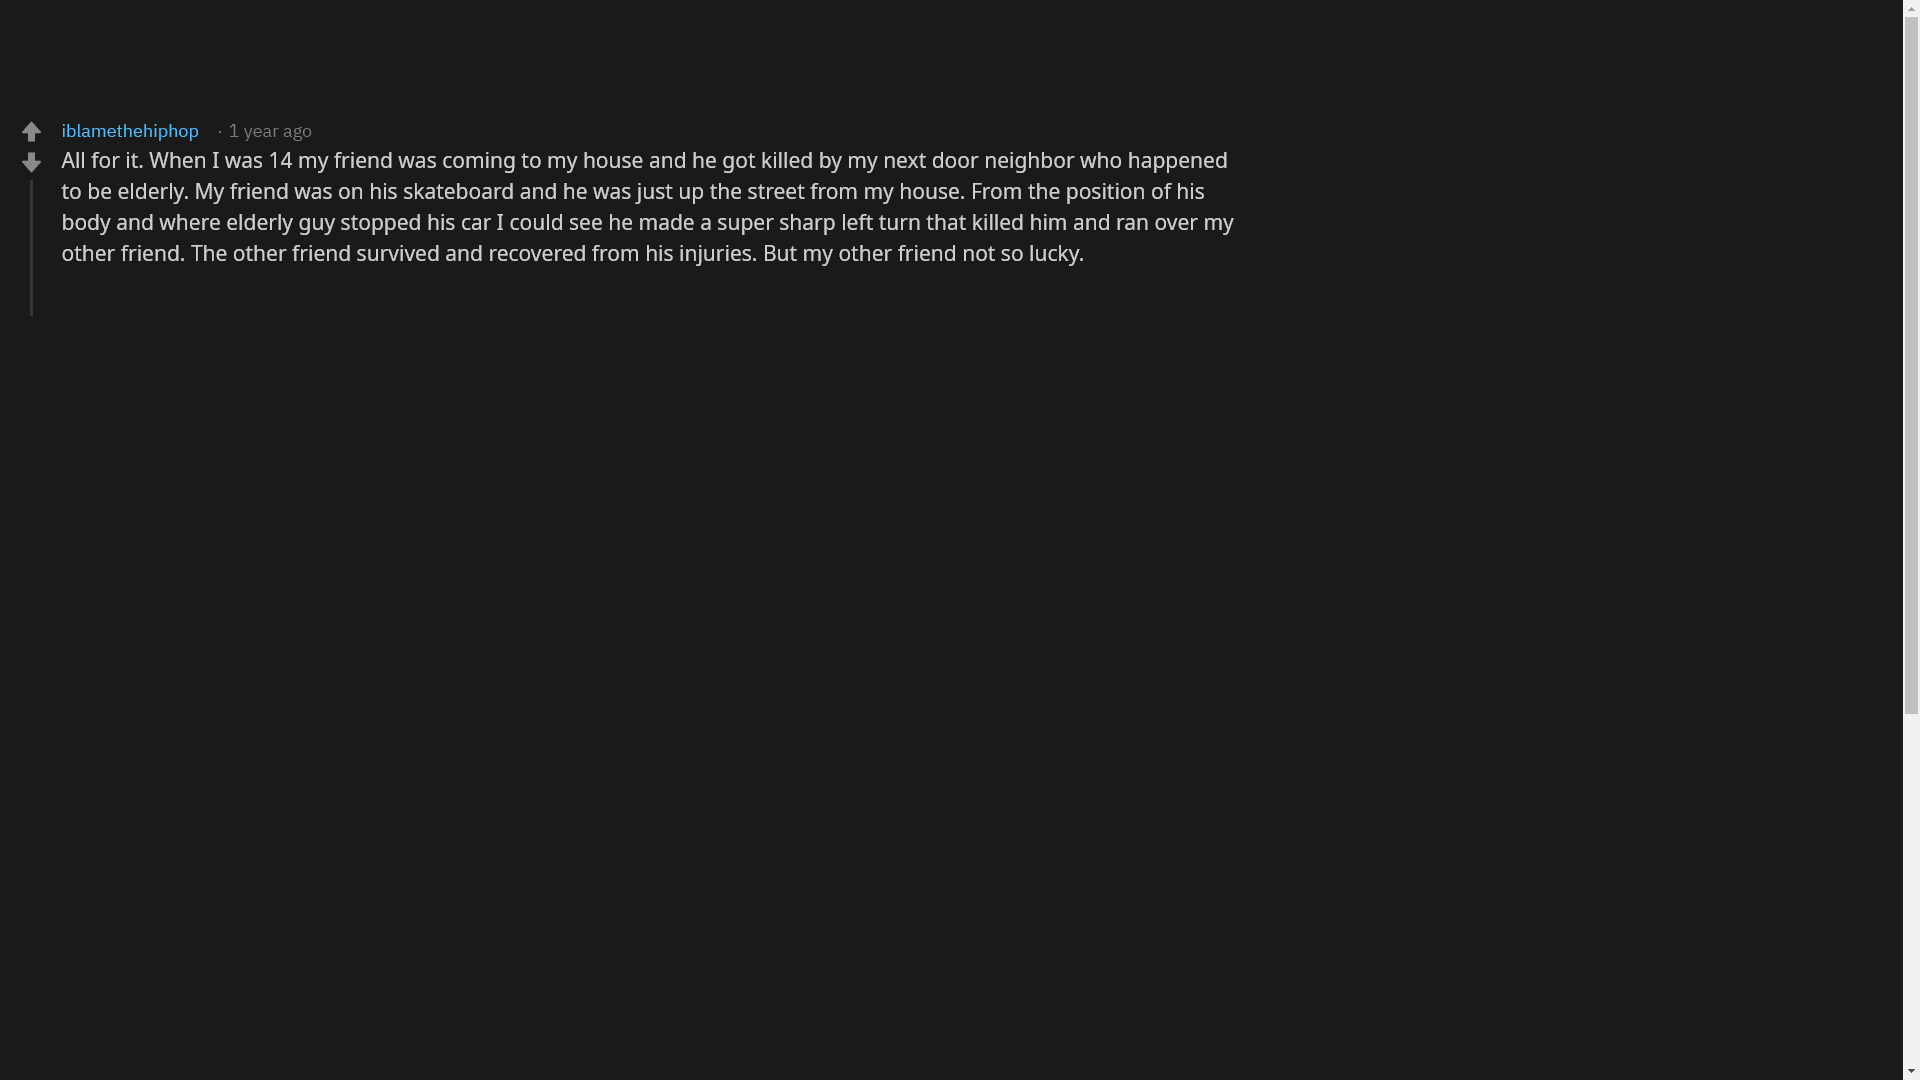 iblamethehiphop · 1 year ago
All for it. When I was 14 my friend was coming to my house and he got killed by my next door neighbor who happened
to be elderly. My friend was on his skateboard and he was just up the street from my house. From the position of his
body and where elderly guy stopped his car I could see he made a super sharp left turn that killed him and ran over my
other friend. The other friend survived and recovered from his injuries. But my other friend not so lucky.